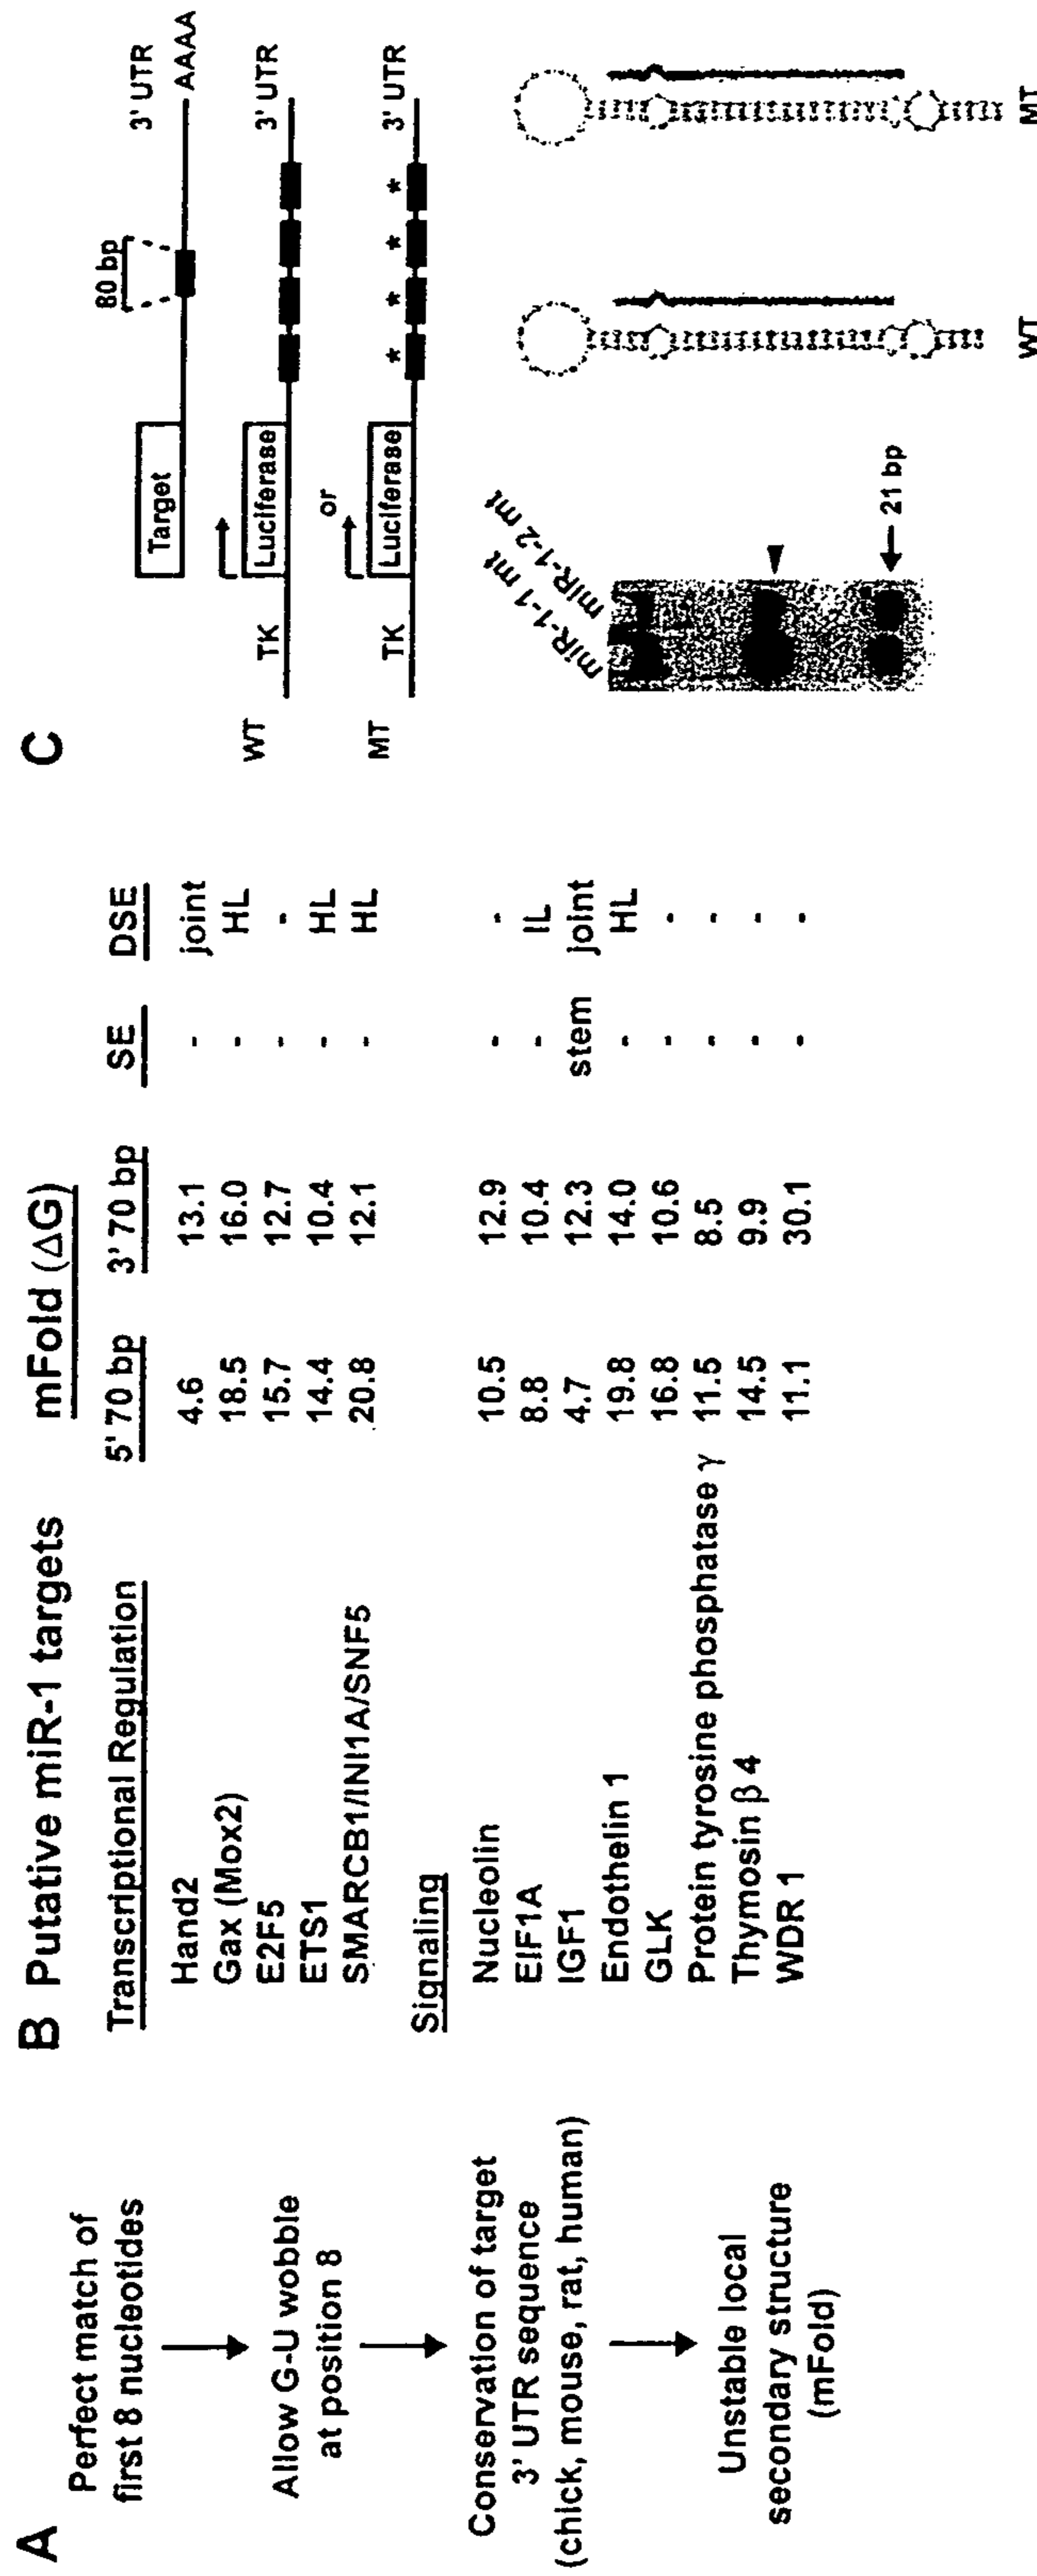 A
Perfect match of
first 8 nucleotides
Allow G-U wobble
at position 8
Conservation of target
3' UTR sequence
(chick, mouse, rat, human)
Unstable local
secondary structure
(mFold)
B Putative miR-1 targets
mFold (ΔG)
Transcriptional Regulation 5' 70 bp 3' 70 bp SE DSE
Hand2 4.6 13.1 - joint
Gax (Mox2) 18.5 16.0 - HL
E2F5 15.7 12.7 - -
ETS1 14.4 10.4 - HL
SMARCB1/INI1A/SNF5 20.8 12.1 - HL
Signaling
Nucleolin 10.5 12.9 - -
EIF1A 8.8 10.4 - IL
IGF1 4.7 12.3 stem joint
Endothelin 1 19.8 14.0 - HL
GLK 16.8 10.6 - -
Protein tyrosine phosphatase γ 11.5 8.5 - -
Thymosin β 4 14.5 9.9 - -
WDR 1 11.1 30.1 - -
C
80 bp
Target 3' UTR
AAAA
WT TK Luciferase 3' UTR
or
MT TK Luciferase * * * * 3' UTR
miR-1-1 mt
miR-1-2 mt
21 bp
WT
MT